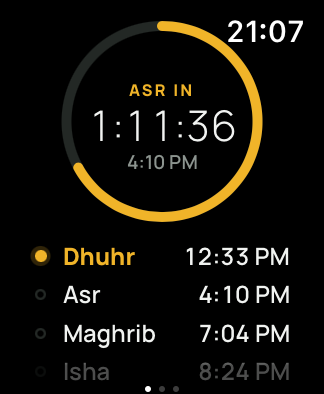 21:07
ASR IN
1:11:36
4:10 PM
Dhuhr 12:33 PM
Asr 4:10 PM
Maghrib 7:04 PM
Isha 8:24 PM